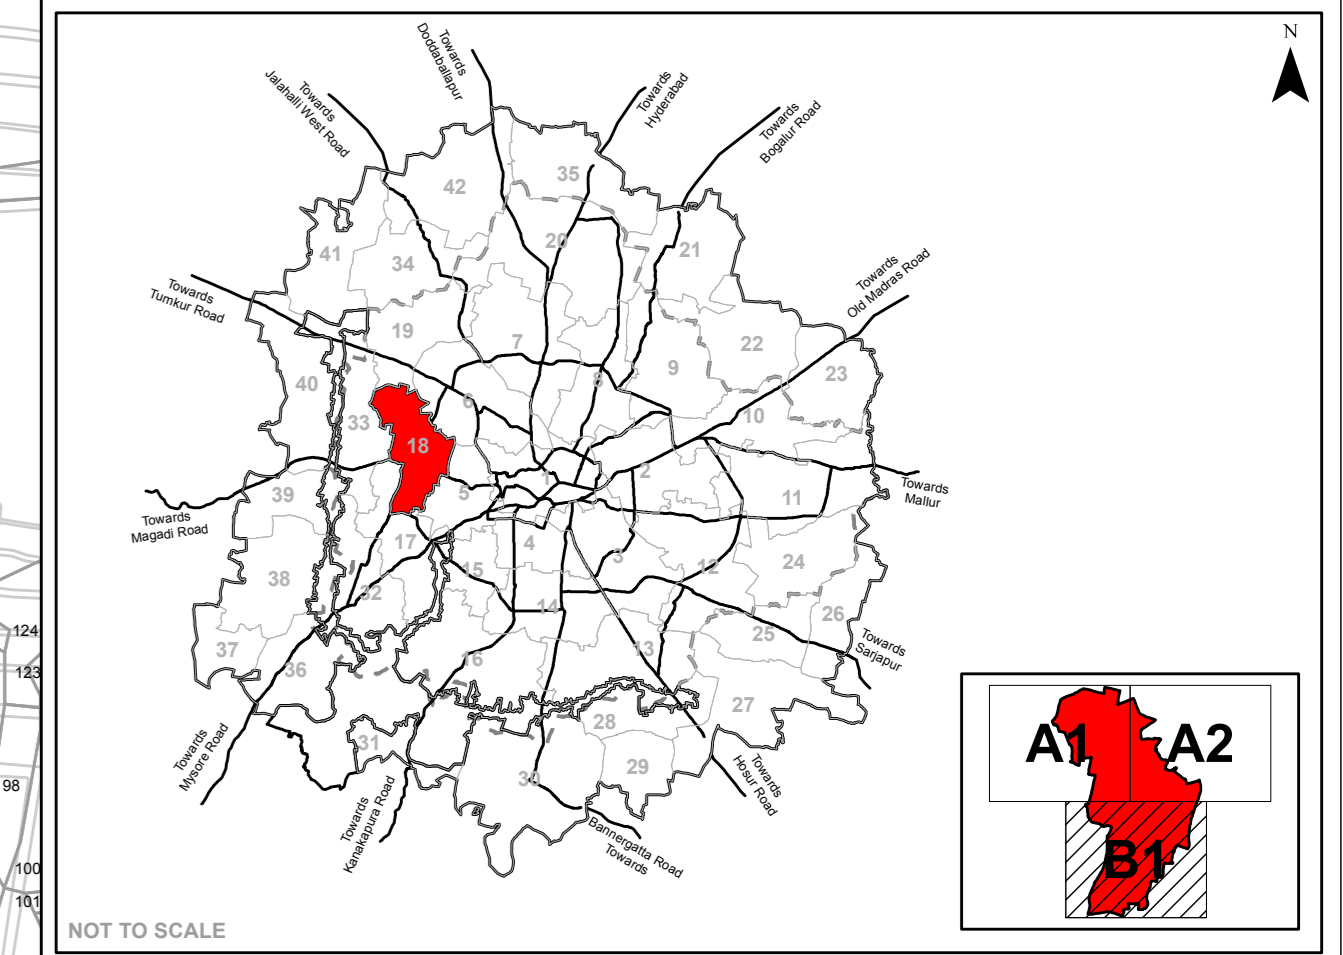 N
Towards
Doddaballapur
Towards
Jalahalli West Road
Towards
Hyderabad
Towards
Bogalur Road
35
42
20
21
41
34
Towards
Old Madras Road
Towards
Tumkur Road
19
7
22
9
23
8
40
6
10
33
18
2
1
Towards
Mallur
39
5
11
Towards
Magadi Road
17
4
3
12
24
15
38
32
14
26
25
124
13
Towards
Sarjapur
37
16
123
36
27
28
A1
A2
31
Towards
Mysore Road
29
30
Towards
Hosur Road
98
Towards
Kanakapura Road
Bannergatta Road
Towards
B1
100
101
NOT TO SCALE